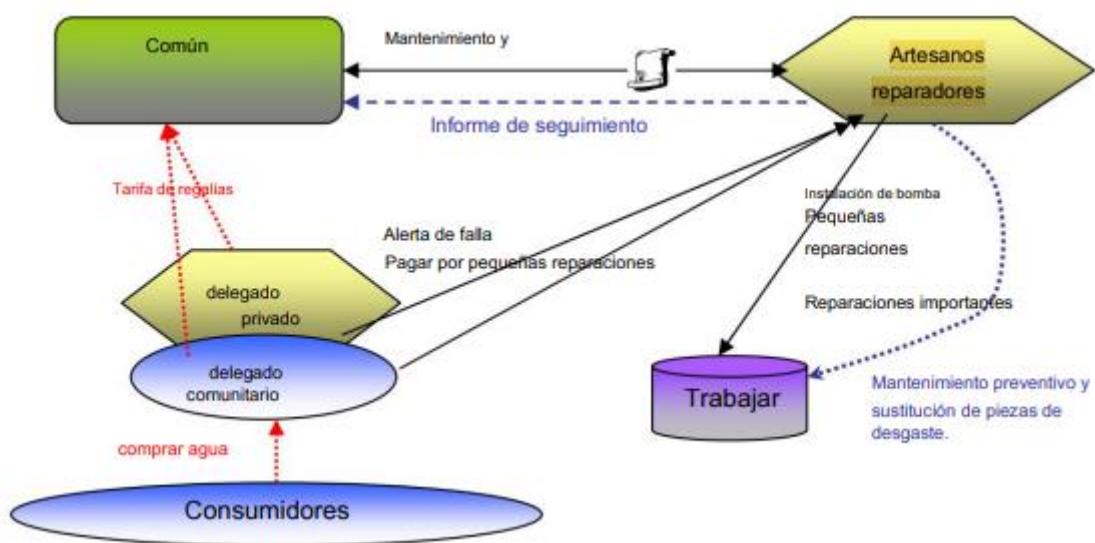 Común
Mantenimiento y
Artesanos
reparadores
Informe de seguimiento
Tarifa de regalías
Instalación de bomba
Pequeñas
reparaciones
Alerta de falla
Pagar por pequeñas reparaciones
delegado
privado
Reparaciones importantes
delegado
comunitario
Trabajar
Mantenimiento preventivo y
sustitución de piezas de
desgaste.
comprar agua
Consumidores